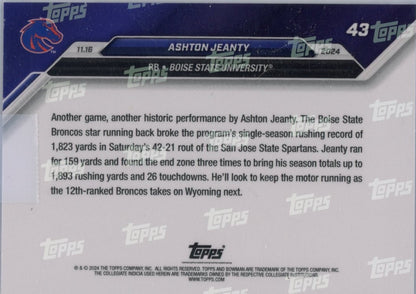 43
ASHTON JEANTY
11.16
2024
RB • BOISE STATE UNIVERSITY®
Another game, another historic performance by Ashton Jeanty. The Boise State
Broncos star running back broke the program's single-season rushing record of
1,823 yards in Saturday's 42-21 rout of the San Jose State Spartans. Jeanty ran
for 159 yards and found the end zone three times to bring his season totals up to
1,893 rushing yards and 26 touchdowns. He'll look to keep the motor running as
the 12th-ranked Broncos takes on Wyoming next.
Topps
® & © 2024 THE TOPPS COMPANY, INC. ALL RIGHTS RESERVED. TOPPS AND BOWMAN ARE TRADEMARK OF THE TOPPS COMPANY, INC.
THE COLLEGIATE INDICIA USED HEREIN ARE TRADEMARKS OWNED BY THE RESPECTIVE COLLEGIATE INSTITUTIONS.
WWW.TOPPS.COM